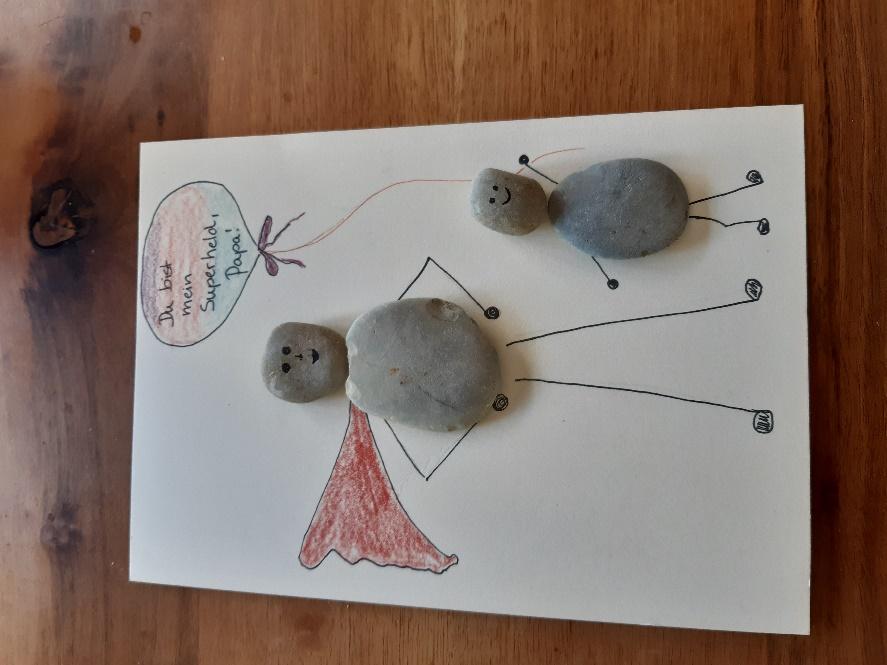 Du bist
mein
Superheld,
Papa!